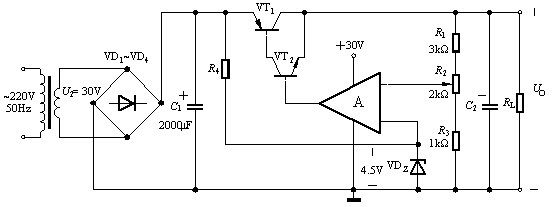 VT1
VD1~VD4
VT2
+30V
R1
3kΩ
R4
~220V
50Hz
U2= 30V
C1
+
2000μF
A
R2
2kΩ
C2
RL
UO
R3
1kΩ
4.5V
VDZ